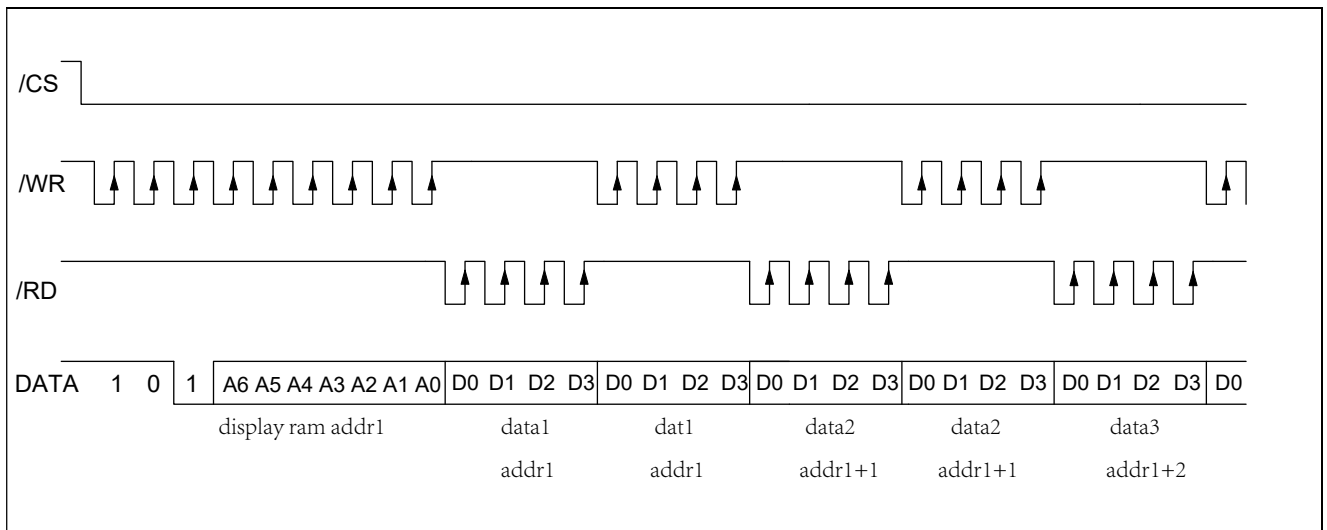 /CS
/WR
/RD
DATA 1 0 1 A6 A5 A4 A3 A2 A1 A0 D0 D1 D2 D3 D0 D1 D2 D3 D0 D1 D2 D3 D0 D1 D2 D3 D0 D1 D2 D3 D0
display ram addr1 data1 dat1 data2 data2 data3
addr1 addr1 addr1+1 addr1+1 addr1+2